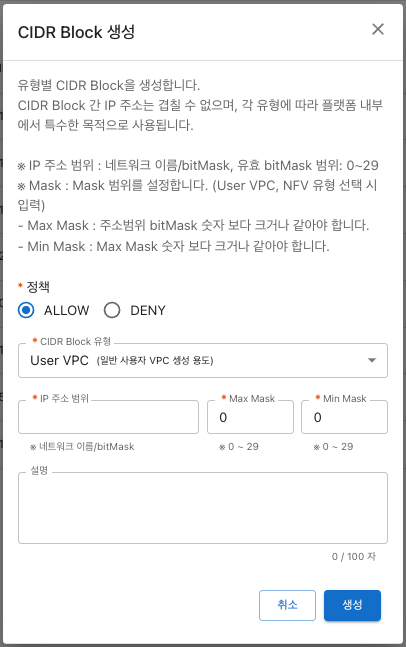 CIDR Block 생성
유형별 CIDR Block을 생성합니다.
CIDR Block 간 IP 주소는 겹칠 수 없으며, 각 유형에 따라 플랫폼 내부
에서 특수한 목적으로 사용됩니다.
※ IP 주소 범위 : 네트워크 이름/bitMask, 유효 bitMask 범위: 0~29
※ Mask : Mask 범위를 설정합니다. (User VPC, NFV 유형 선택 시
입력)
- Max Mask : 주소범위 bitMask 숫자 보다 크거나 같아야 합니다.
- Min Mask : Max Mask 숫자 보다 크거나 같아야 합니다.
* 정책
ALLOW DENY
* CIDR Block 유형
User VPC (일반 사용자 VPC 생성 용도)
* IP 주소 범위 * Max Mask * Min Mask
0 0
※ 네트워크 이름/bitMask ※ 0 ~ 29 ※ 0 ~ 29
설명
0 / 100 자
취소 생성